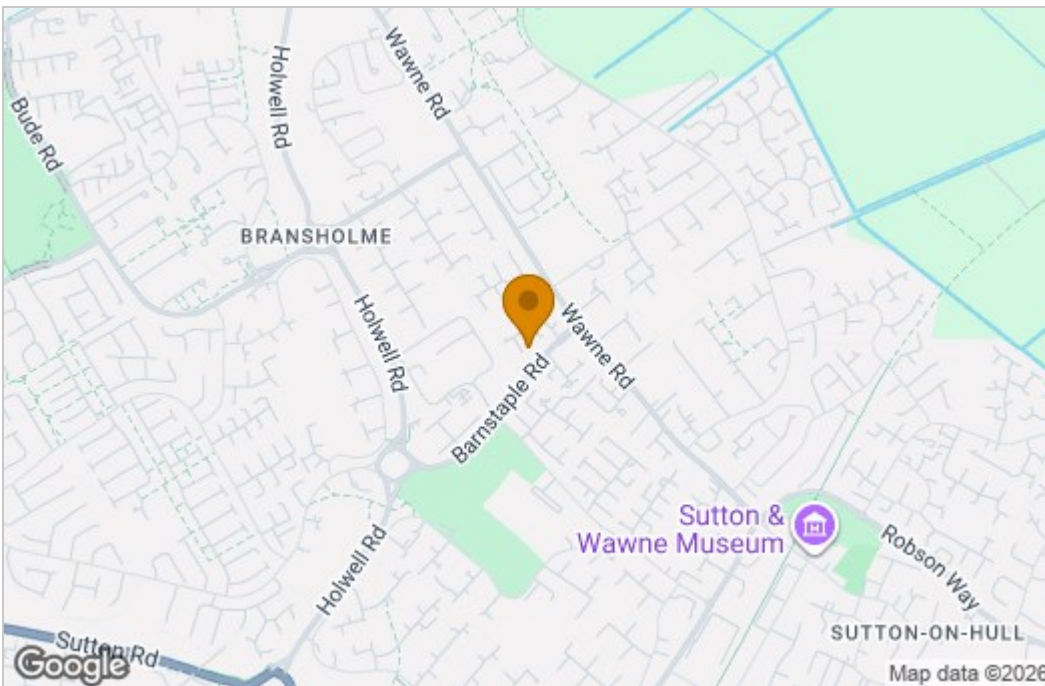 Wawne Rd
Holwell Rd
Bude Rd
BRANSHOLME
Holwell Rd
Wawne Rd
Barnstaple Rd
Sutton &
Wawne Museum
Holwell Rd
Robson Way
Sutton Rd
SUTTON-ON-HULL
Google
Map data ©2026